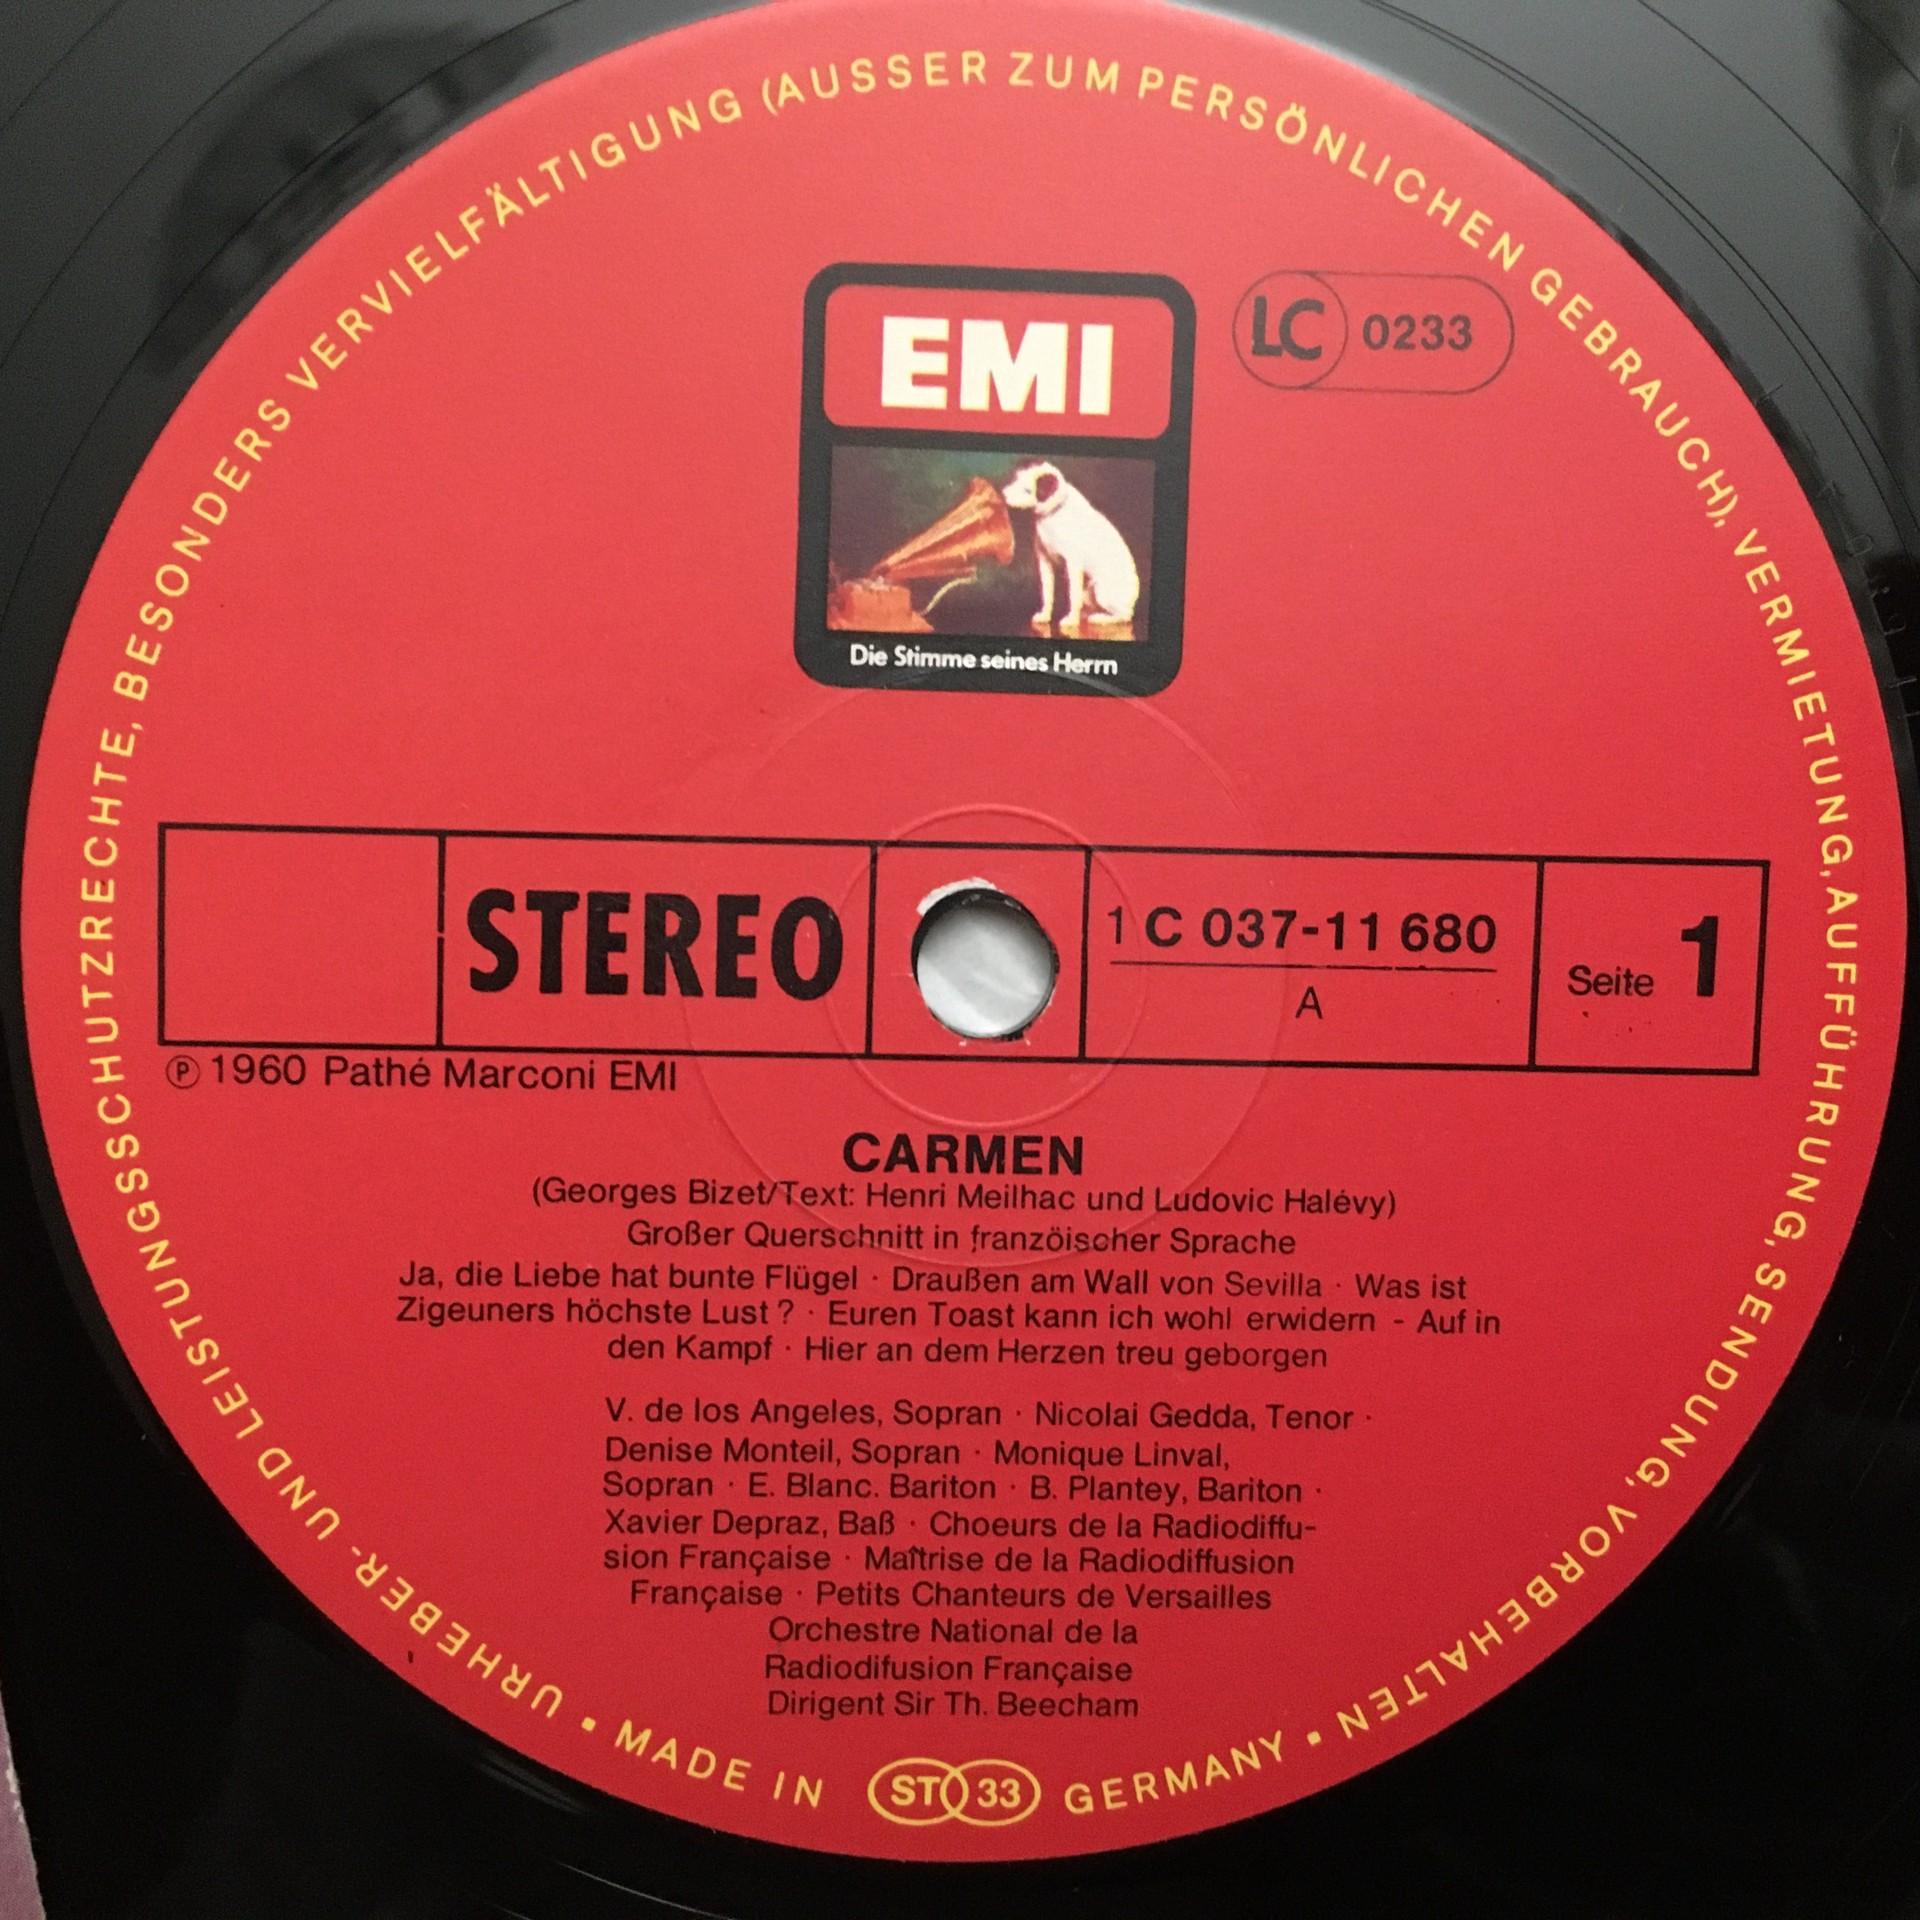 URHEBER- UND LEISTUNGSSCHUTZRECHTE, BESONDERS VERVIELFÄLTIGUNG (AUSSER ZUM PERSÖNLICHEN GEBRAUCH), VERMIETUNG, AUFFÜHRUNG, SENDUNG, VORBEHALTEN
EMI
LC 0233
Die Stimme seines Herrn
STEREO
1 C 037-11 680
A
Seite 1
℗ 1960 Pathé Marconi EMI
CARMEN
(Georges Bizet/Text: Henri Meilhac und Ludovic Halévy)
Großer Querschnitt in französischer Sprache
Ja, die Liebe hat bunte Flügel · Draußen am Wall von Sevilla · Was ist
Zigeuners höchste Lust ? · Euren Toast kann ich wohl erwidern - Auf in
den Kampf · Hier an dem Herzen treu geborgen
V. de los Angeles, Sopran · Nicolai Gedda, Tenor ·
Denise Monteil, Sopran · Monique Linval,
Sopran · E. Blanc. Bariton · B. Plantey, Bariton ·
Xavier Depraz, Baß · Choeurs de la Radiodiffu-
sion Française · Maîtrise de la Radiodiffusion
Française · Petits Chanteurs de Versailles
Orchestre National de la
Radiodifusion Française
Dirigent Sir Th. Beecham
▪ MADE IN ST 33 GERMANY ▪